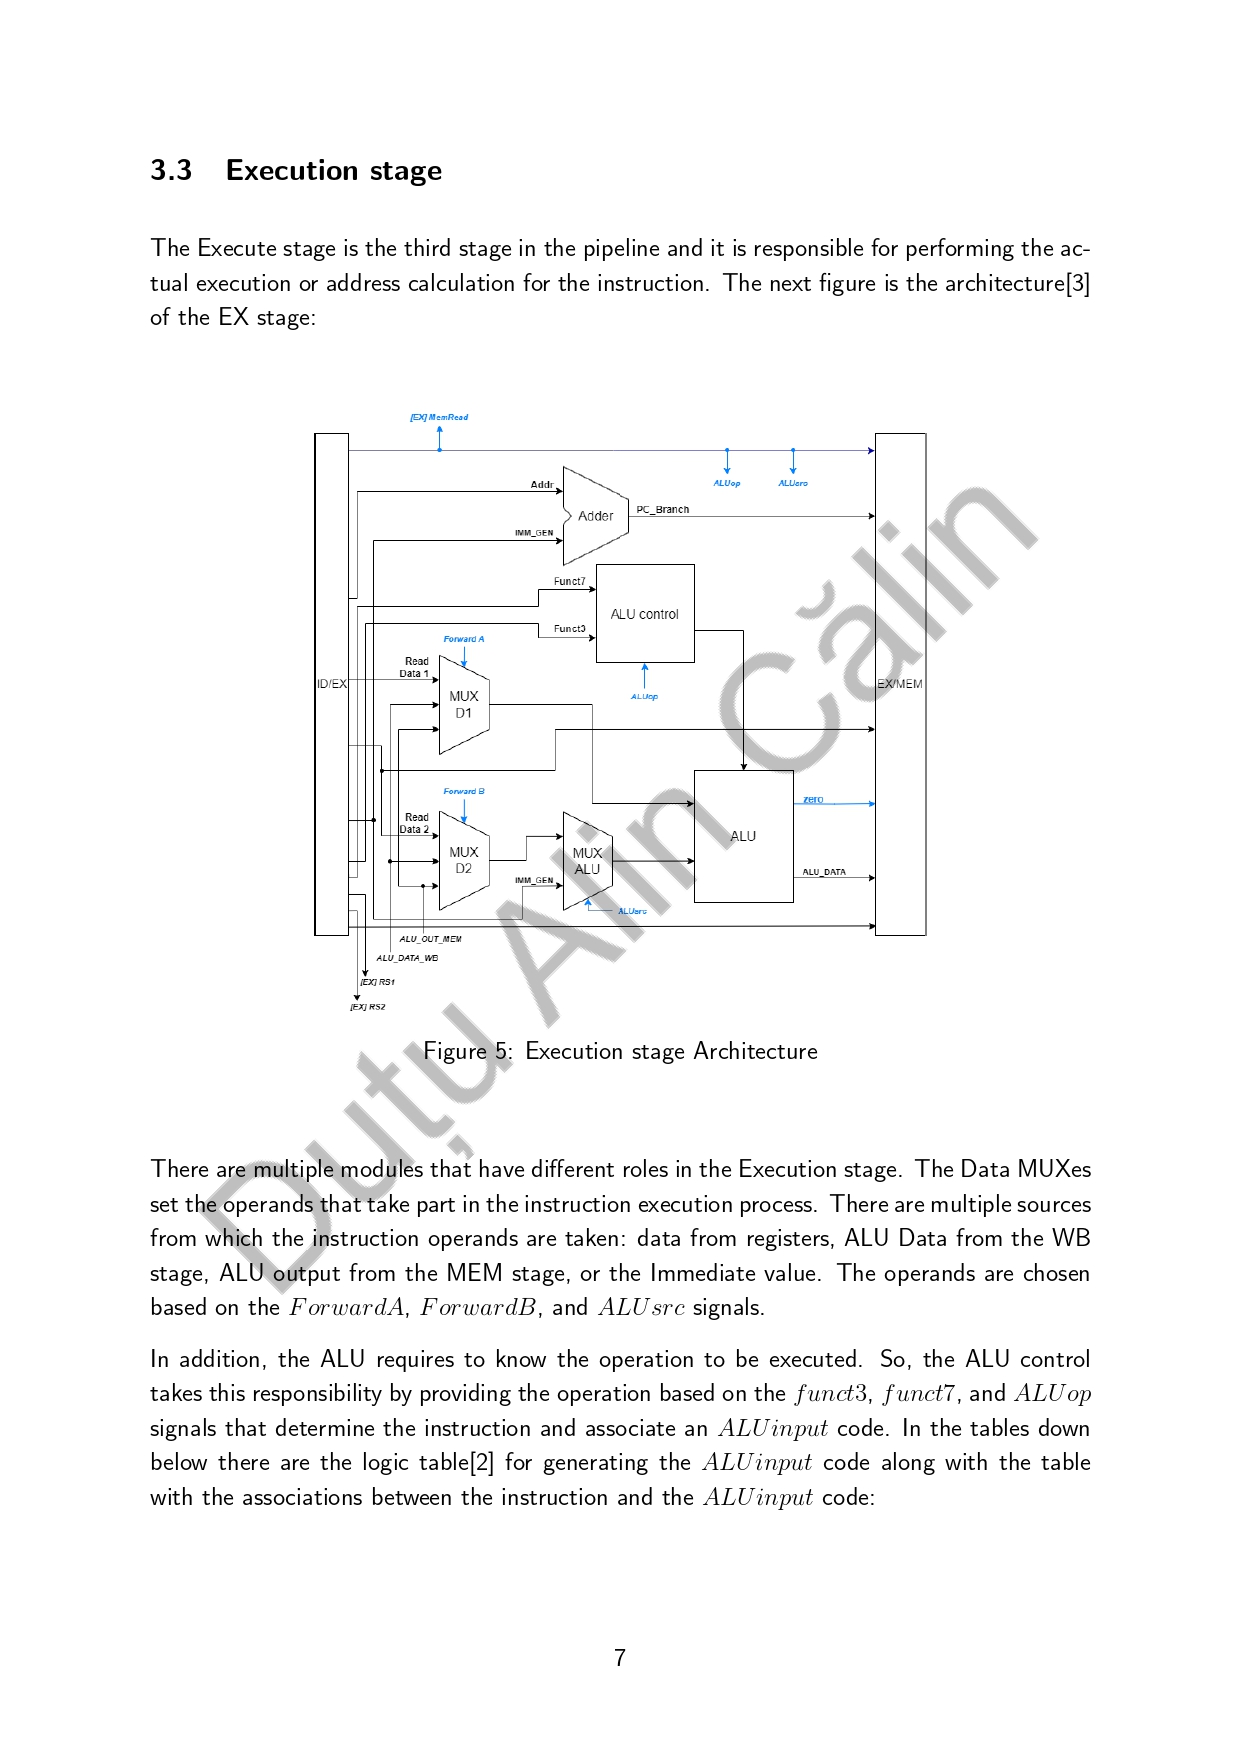 3.3 Execution stage
The Execute stage is the third stage in the pipeline and it is responsible for performing the ac-
tual execution or address calculation for the instruction. The next figure is the architecture[3]
of the EX stage:
[EX] MemRead
ALUop
ALUsrc
Addr
Adder
PC_Branch
IMM_GEN
Funct7
ALU control
Funct3
Forward A
Read
Data 1
ID/EX
MUX
D1
ALUop
EX/MEM
Forward B
zero
Read
Data 2
MUX
D2
MUX
ALU
ALU
IMM_GEN
ALU_DATA
ALUsrc
ALU_OUT_MEM
ALU_DATA_WB
[EX] RS1
[EX] RS2
Figure 5: Execution stage Architecture
There are multiple modules that have different roles in the Execution stage. The Data MUXes
set the operands that take part in the instruction execution process. There are multiple sources
from which the instruction operands are taken: data from registers, ALU Data from the WB
stage, ALU output from the MEM stage, or the Immediate value. The operands are chosen
based on the ForwardA, ForwardB, and ALUsrc signals.
In addition, the ALU requires to know the operation to be executed. So, the ALU control
takes this responsibility by providing the operation based on the funct3, funct7, and ALUop
signals that determine the instruction and associate an ALUinput code. In the tables down
below there are the logic table[2] for generating the ALUinput code along with the table
with the associations between the instruction and the ALUinput code:
7
Duțu Alin Călin